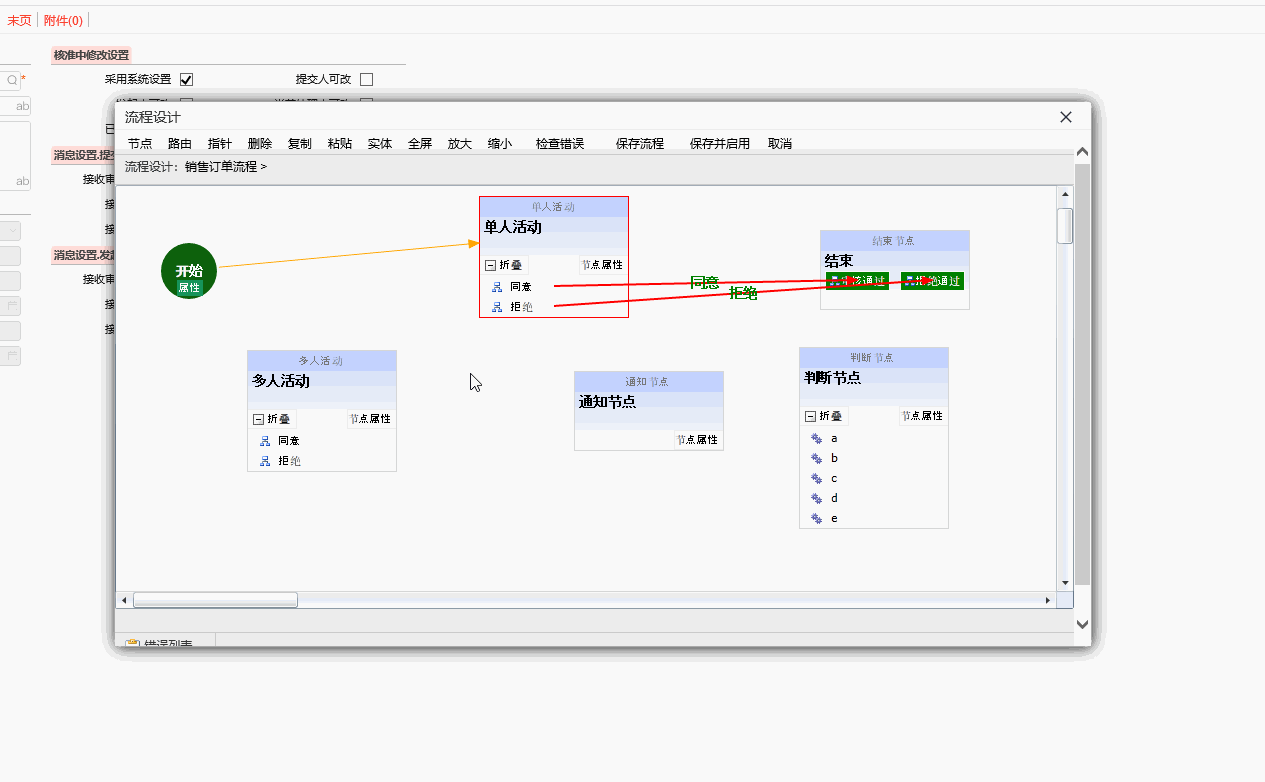 末页 附件(0)
核准中修改设置
采用系统设置 提交人可改
ab
ab
消息设置.提交
接收审
消息设置.发起
接收审
流程设计
节点 路由 指针 删除 复制 粘贴 实体 全屏 放大 缩小 检查错误 保存流程 保存并启用 取消
流程设计: 销售订单流程 >
单人活动
单人活动
折叠 节点属性
同意
拒绝
开始
属性
同意
拒绝
结束 节点
结束
审核通过 拒绝通过
多人活动
多人活动
折叠 节点属性
同意
拒绝
通知 节点
通知节点
节点属性
判断 节点
判断节点
折叠 节点属性
a
b
c
d
e
错误列表